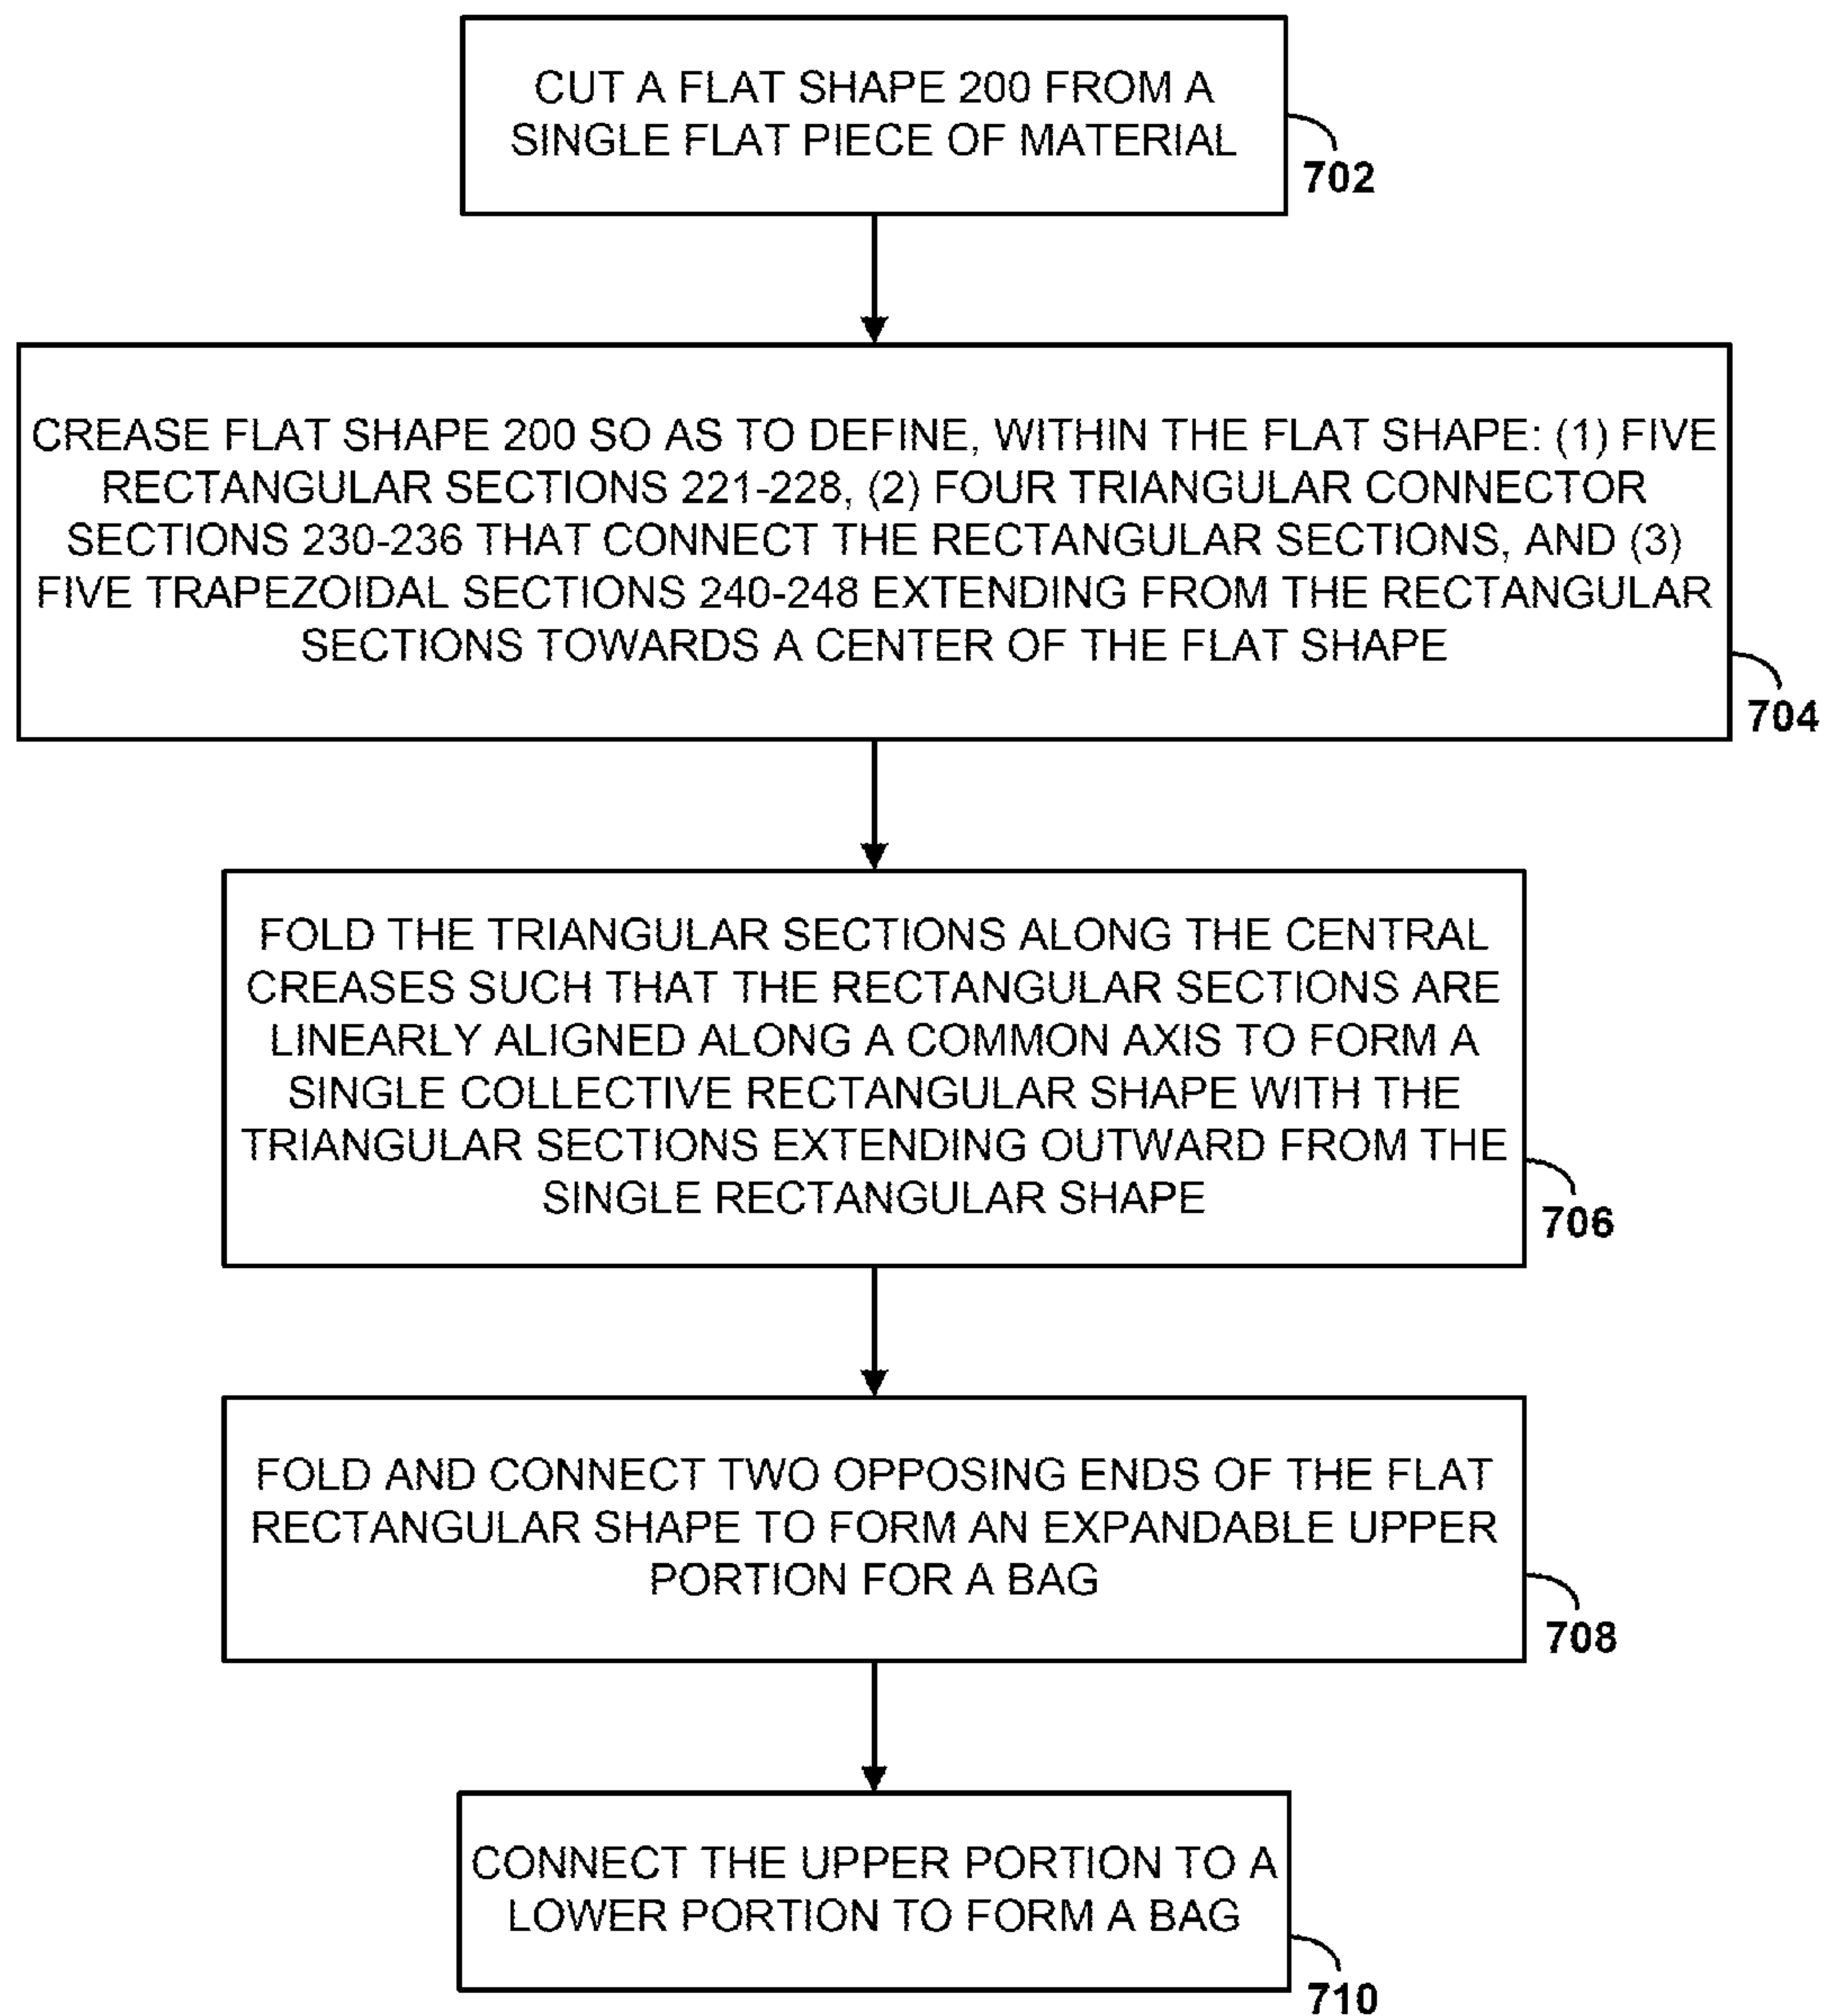 CUT A FLAT SHAPE 200 FROM A
SINGLE FLAT PIECE OF MATERIAL
702
CREASE FLAT SHAPE 200 SO AS TO DEFINE, WITHIN THE FLAT SHAPE: (1) FIVE
RECTANGULAR SECTIONS 221-228, (2) FOUR TRIANGULAR CONNECTOR
SECTIONS 230-236 THAT CONNECT THE RECTANGULAR SECTIONS, AND (3)
FIVE TRAPEZOIDAL SECTIONS 240-248 EXTENDING FROM THE RECTANGULAR
SECTIONS TOWARDS A CENTER OF THE FLAT SHAPE
704
FOLD THE TRIANGULAR SECTIONS ALONG THE CENTRAL
CREASES SUCH THAT THE RECTANGULAR SECTIONS ARE
LINEARLY ALIGNED ALONG A COMMON AXIS TO FORM A
SINGLE COLLECTIVE RECTANGULAR SHAPE WITH THE
TRIANGULAR SECTIONS EXTENDING OUTWARD FROM THE
SINGLE RECTANGULAR SHAPE
706
FOLD AND CONNECT TWO OPPOSING ENDS OF THE FLAT
RECTANGULAR SHAPE TO FORM AN EXPANDABLE UPPER
PORTION FOR A BAG
708
CONNECT THE UPPER PORTION TO A
LOWER PORTION TO FORM A BAG
710